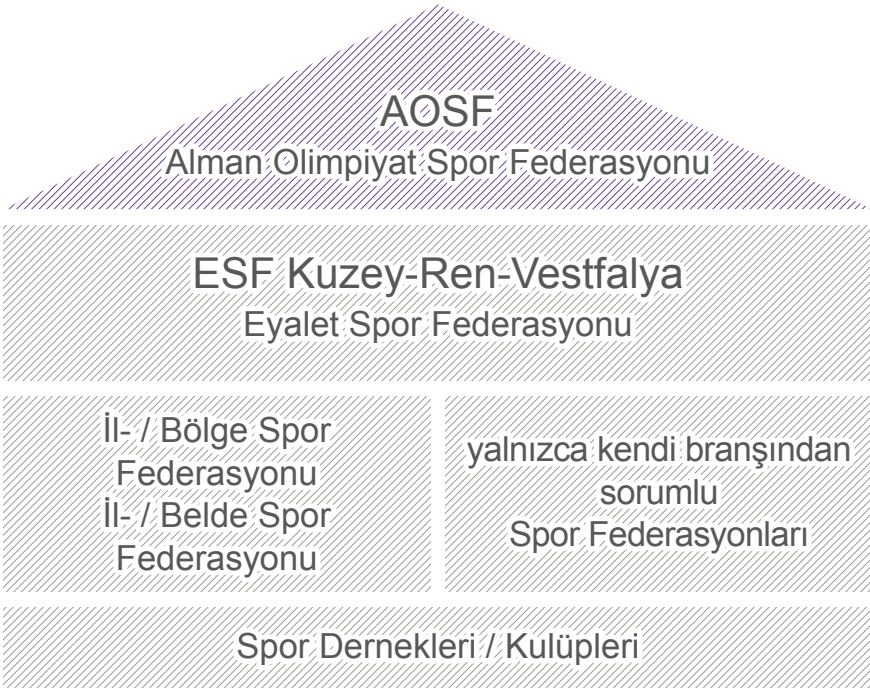 AOSF
Alman Olimpiyat Spor Federasyonu
ESF Kuzey-Ren-Vestfalya
Eyalet Spor Federasyonu
İl- / Bölge Spor
Federasyonu
İl- / Belde Spor
Federasyonu
yalnızca kendi branşından
sorumlu
Spor Federasyonları
Spor Dernekleri / Kulüpleri